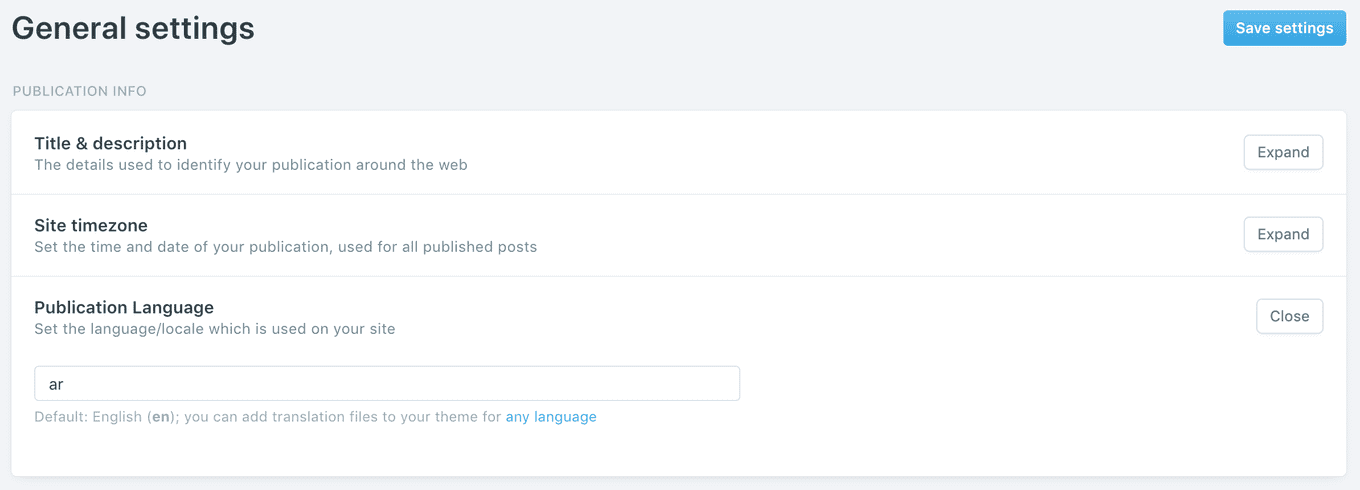 General settings
Save settings
PUBLICATION INFO
Title & description
The details used to identify your publication around the web
Expand
Site timezone
Set the time and date of your publication, used for all published posts
Expand
Publication Language
Set the language/locale which is used on your site
Close
ar
Default: English (en); you can add translation files to your theme for any language